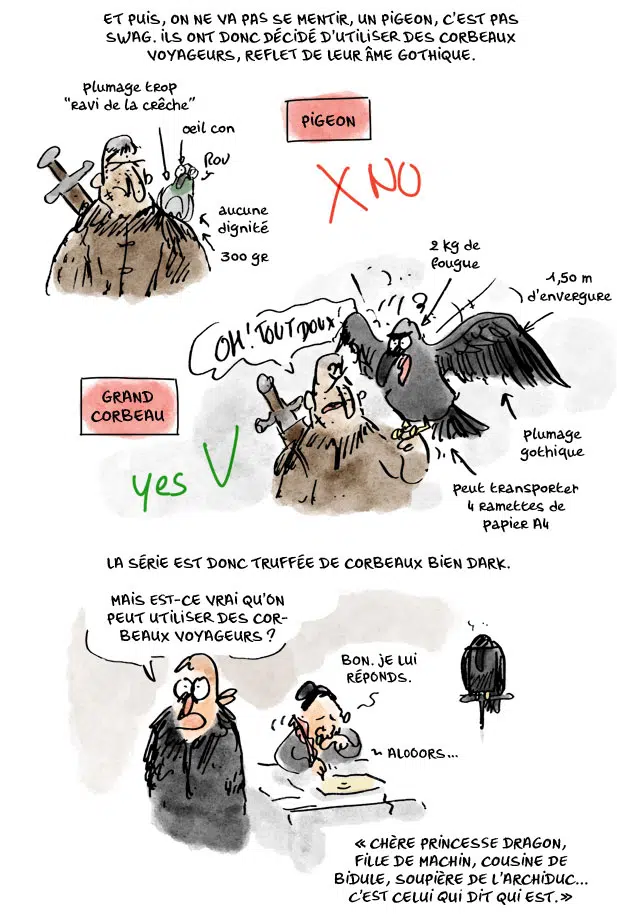 ET PUIS, ON NE VA PAS SE MENTIR, UN PIGEON, C'EST PAS
SWAG. ILS ONT DONC DÉCIDÉ D'UTILISER DES CORBEAUX
VOYAGEURS, REFLET DE LEUR ÂME GOTHIQUE.
plumage trop
"ravi de la crêche"
oeil con
ROU
aucune
dignité
300 gr
PIGEON
X NO
2 kg de
fougue
1,50 m
d'envergure
OH! TOUT DOUX
GRAND
CORBEAU
yes V
plumage
gothique
peut transporter
4 ramettes de
papier A4
LA SÉRIE EST DONC TRUFFÉE DE CORBEAUX BIEN DARK.
MAIS EST-CE VRAI QU'ON
PEUT UTILISER DES COR-
BEAUX VOYAGEURS ?
BON. JE LUI
RÉPONDS.
ALOOORS...
« CHÈRE PRINCESSE DRAGON,
FILLE DE MACHIN, COUSINE DE
BIDULE, SOUPIÈRE DE L'ARCHIDUC...
C'EST CELUI QUI DIT QUI EST. »